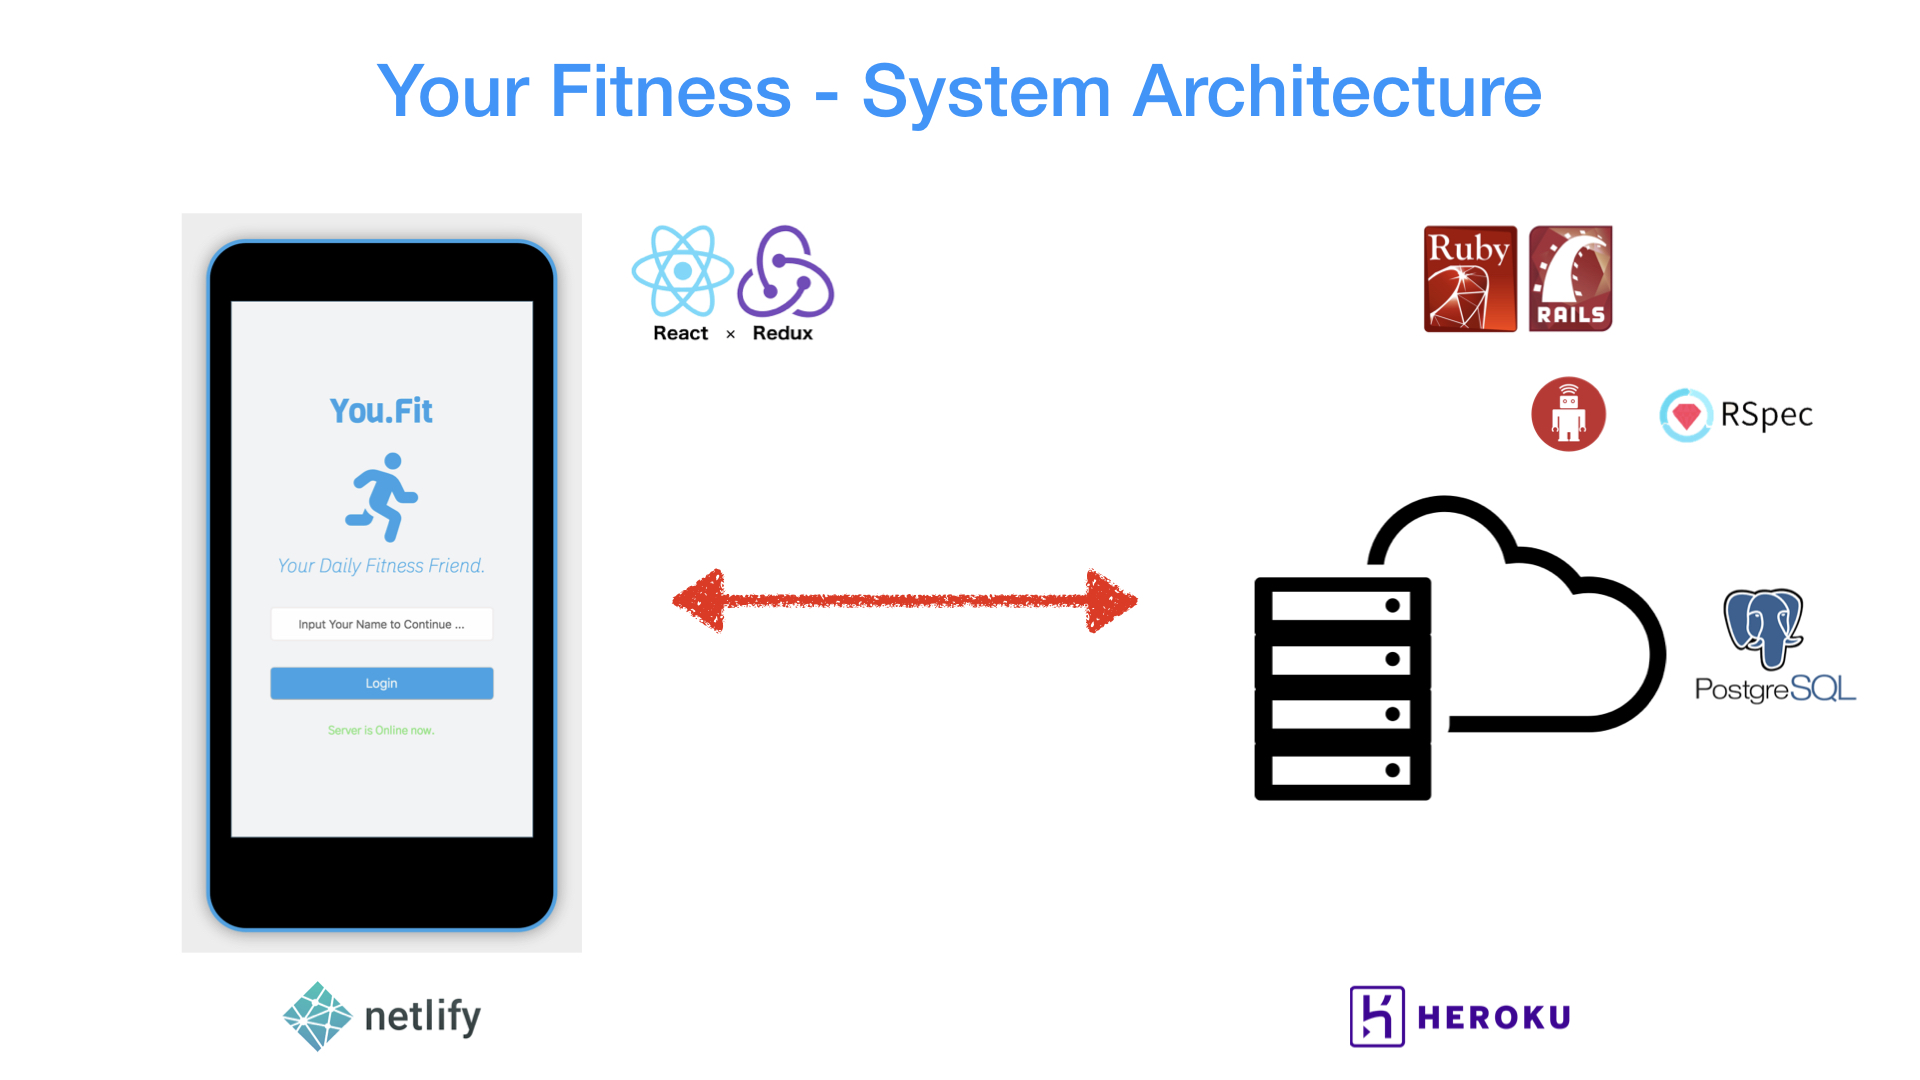 Your Fitness - System Architecture
React × Redux
Ruby
RAILS
RSpec
You.Fit
Your Daily Fitness Friend.
Input Your Name to Continue ...
Login
Server is Online now.
PostgreSQL
netlify
HEROKU